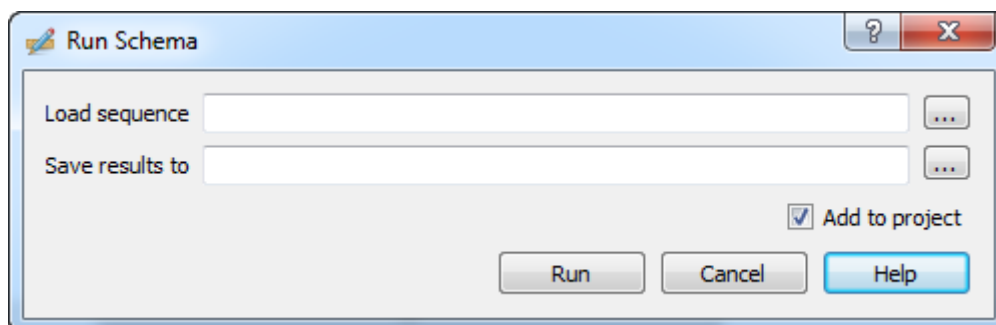 Run Schema
?
Load sequence ...
Save results to ...
Add to project
Run Cancel Help